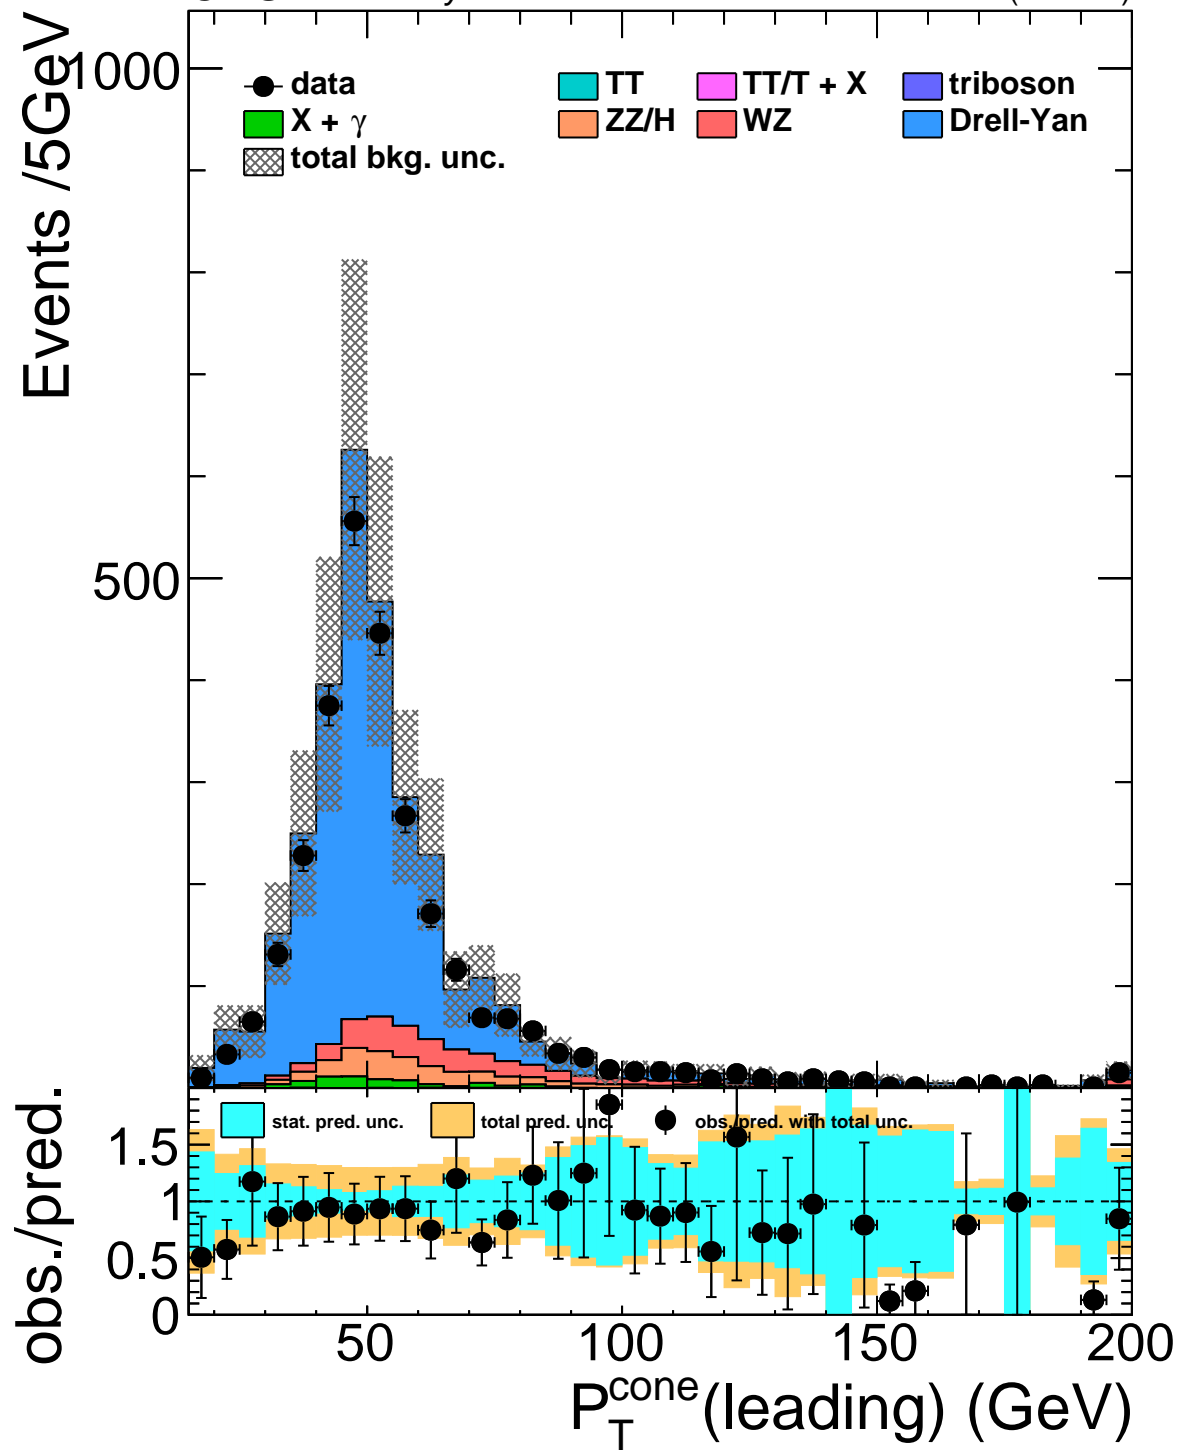 Events /5GeV
1000
500
data
TT
TT/T + X
triboson
X + γ
ZZ/H
WZ
Drell-Yan
total bkg. unc.
obs./pred.
stat. pred. unc.
total pred. unc.
obs./pred. with total unc.
1.5
1
0.5
0
50
100
150
200
P_T^cone(leading) (GeV)